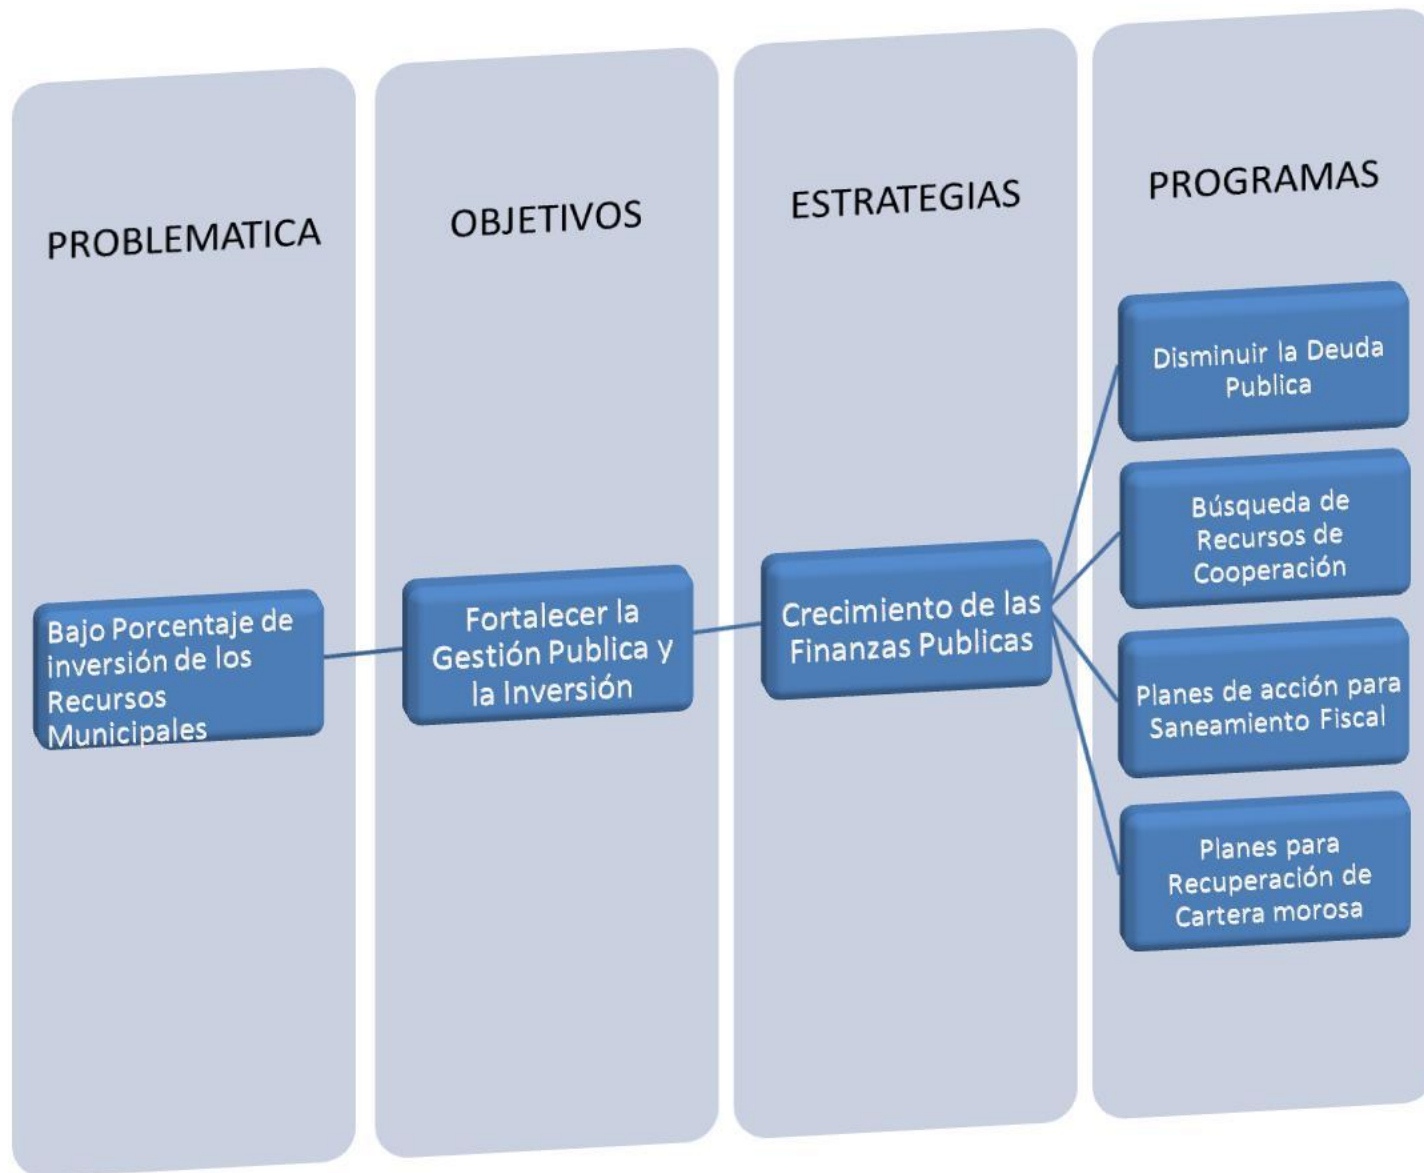 PROBLEMATICA
Bajo Porcentaje de
inversión de los
Recursos
Municipales
OBJETIVOS
Fortalecer la
Gestión Publica y
la Inversión
ESTRATEGIAS
Crecimiento de las
Finanzas Publicas
PROGRAMAS
Disminuir la Deuda
Publica
Búsqueda de
Recursos de
Cooperación
Planes de acción para
Saneamiento Fiscal
Planes para
Recuperación de
Cartera morosa